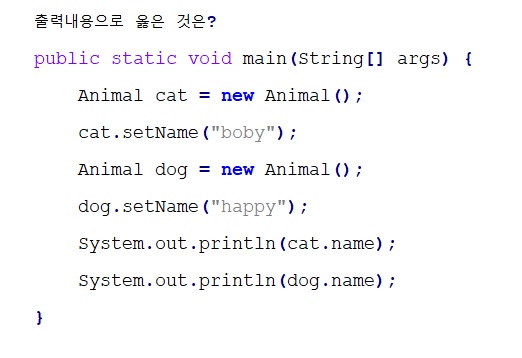 출력내용으로 옳은 것은?
public static void main(String[] args) {
    Animal cat = new Animal();
    cat.setName("boby");
    Animal dog = new Animal();
    dog.setName("happy");
    System.out.println(cat.name);
    System.out.println(dog.name);
}